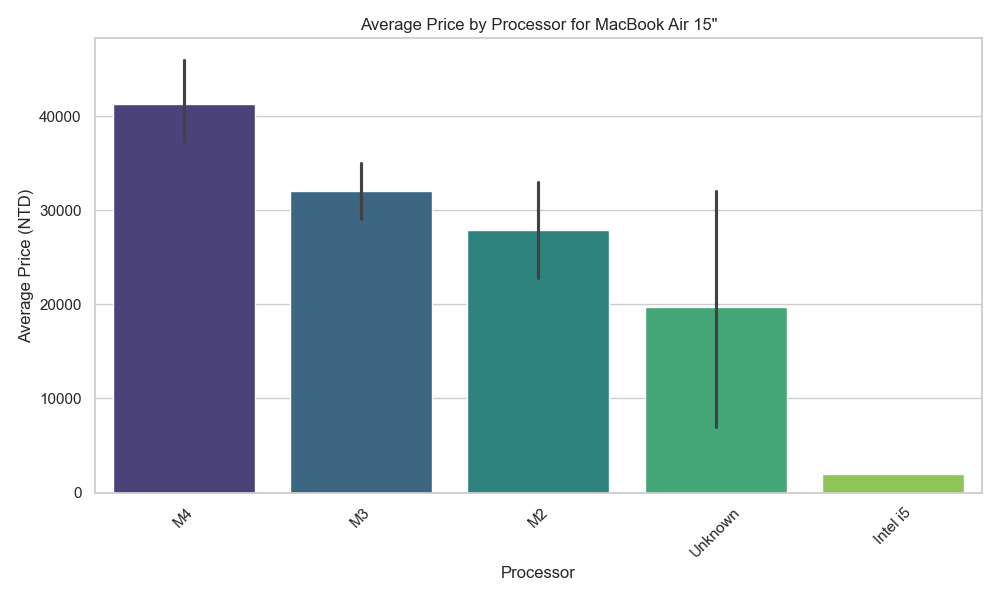 Average Price by Processor for MacBook Air 15"
Average Price (NTD)
40000
30000
20000
10000
0
M4
M3
M2
Unknown
Intel i5
Processor